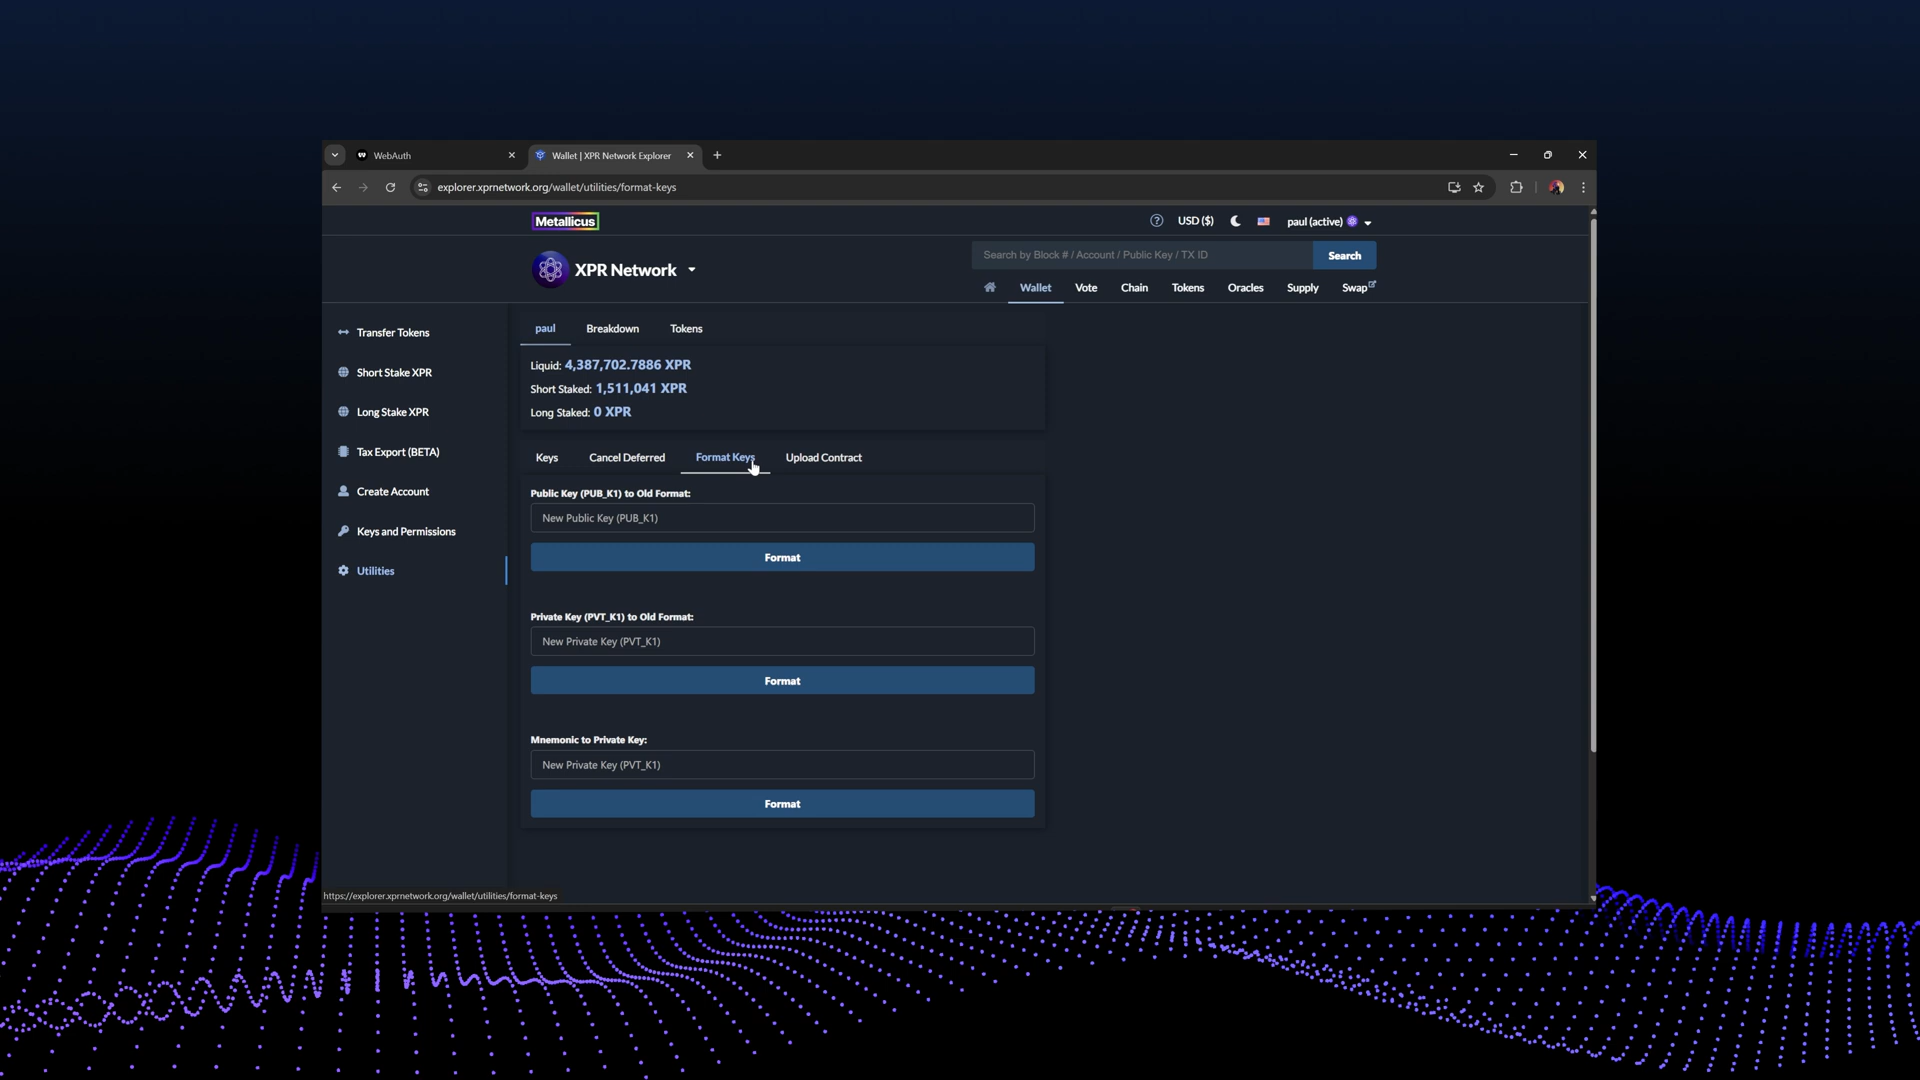 WebAuth
Wallet | XPR Network Explorer
explorer.xprnetwork.org/wallet/utilities/format-keys
Metallicus
USD ($)
paul (active)
XPR Network
Search by Block # / Account / Public Key / TX ID
Search
Wallet
Vote
Chain
Tokens
Oracles
Supply
Swap
Transfer Tokens
Short Stake XPR
Long Stake XPR
Tax Export (BETA)
Create Account
Keys and Permissions
Utilities
paul
Breakdown
Tokens
Liquid: 4,387,702.7886 XPR
Short Staked: 1,511,041 XPR
Long Staked: 0 XPR
Keys
Cancel Deferred
Format Keys
Upload Contract
Public Key (PUB_K1) to Old Format:
New Public Key (PUB_K1)
Format
Private Key (PVT_K1) to Old Format:
New Private Key (PVT_K1)
Format
Mnemonic to Private Key:
New Private Key (PVT_K1)
Format
https://explorer.xprnetwork.org/wallet/utilities/format-keys